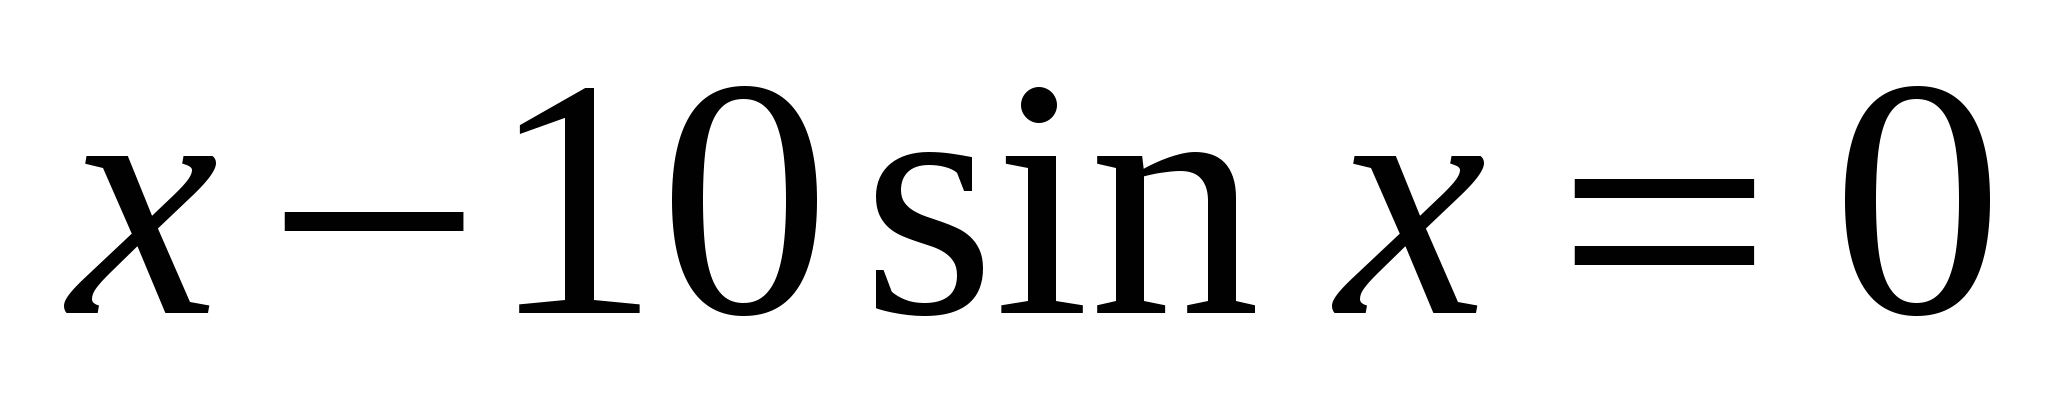 x − 10 sin x = 0